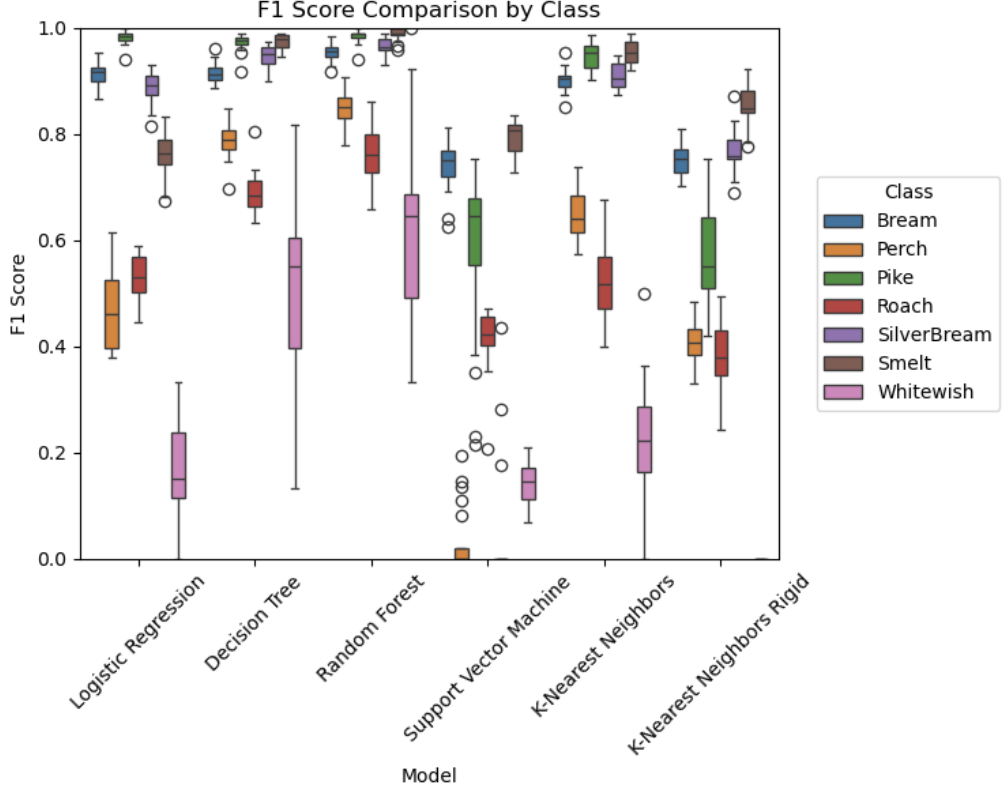 F1 Score Comparison by Class
1.0
0.8
0.6
0.4
0.2
0.0
F1 Score
Logistic Regression
Decision Tree
Random Forest
Support Vector Machine
K-Nearest Neighbors
K-Nearest Neighbors Rigid
Model
Class
Bream
Perch
Pike
Roach
SilverBream
Smelt
Whitewish